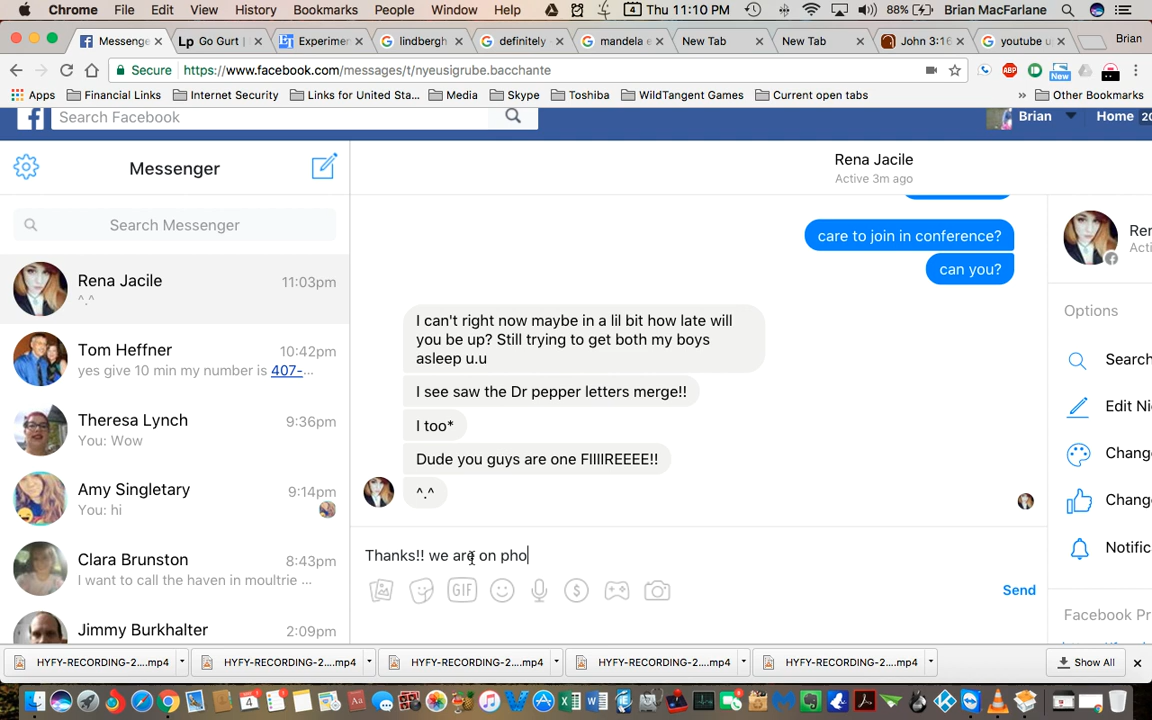 Chrome File Edit View History Bookmarks People Window Help 4 Thu 11:10 PM 88% Brian MacFarlane
Messenge Go Gurt | Experimer lindbergh definitely mandela e New Tab New Tab John 3:16 youtube u Brian
Secure https://www.facebook.com/messages/t/nyeusigrube.bacchante ABP New
Apps Financial Links Internet Security Links for United Sta... Media Skype Toshiba WildTangent Games Current open tabs » Other Bookmarks
Search Facebook Brian Home 20
Messenger
Search Messenger
Rena Jacile 11:03pm
^.^
Tom Heffner 10:42pm
yes give 10 min my number is 407-...
Theresa Lynch 9:36pm
You: Wow
Amy Singletary 9:14pm
You: hi
Clara Brunston 8:43pm
I want to call the haven in moultrie ...
Jimmy Burkhalter 2:09pm
Rena Jacile
Active 3m ago
care to join in conference?
can you?
I can't right now maybe in a lil bit how late will
you be up? Still trying to get both my boys
asleep u.u
I see saw the Dr pepper letters merge!!
I too*
Dude you guys are one FIIIIREEEE!!
^.^
Thanks!! we are on pho
GIF $ Send
Rer
Acti
Options
Search
Edit Ni
Change
Change
Notific
Facebook Pr
HYFY-RECORDING-2....mp4 HYFY-RECORDING-2....mp4 HYFY-RECORDING-2....mp4 HYFY-RECORDING-2....mp4 HYFY-RECORDING-2....mp4 Show All